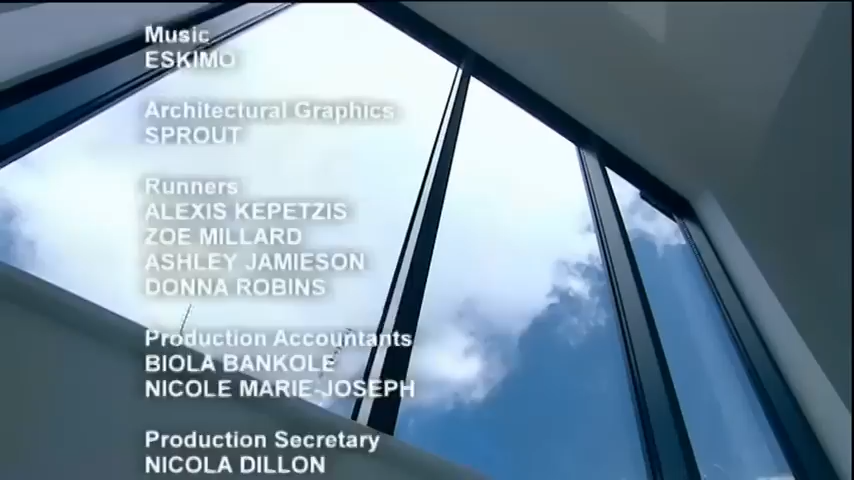 Music
ESKIMO
Architectural Graphics
SPROUT
Runners
ALEXIS KEPETZIS
ZOE MILLARD
ASHLEY JAMIESON
DONNA ROBINS
Production Accountants
BIOLA BANKOLE
NICOLE MARIE-JOSEPH
Production Secretary
NICOLA DILLON